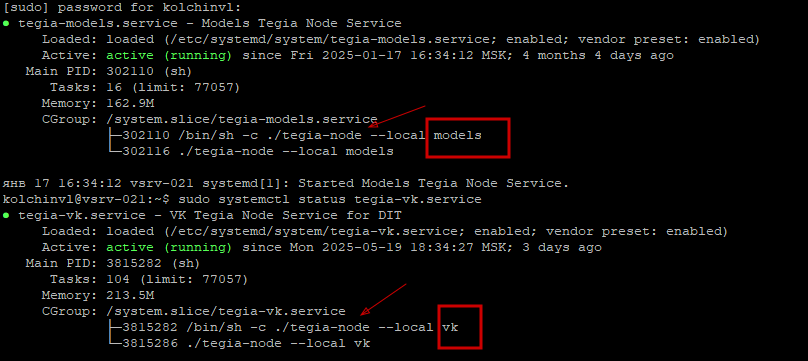 [sudo] password for kolchinvl:
● tegia-models.service - Models Tegia Node Service
Loaded: loaded (/etc/systemd/system/tegia-models.service; enabled; vendor preset: enabled)
Active: active (running) since Fri 2025-01-17 16:34:12 MSK; 4 months 4 days ago
Main PID: 302110 (sh)
Tasks: 16 (limit: 77057)
Memory: 162.9M
CGroup: /system.slice/tegia-models.service
├─302110 /bin/sh -c ./tegia-node --local models
└─302116 ./tegia-node --local models
янв 17 16:34:12 vsrv-021 systemd[1]: Started Models Tegia Node Service.
kolchinvl@vsrv-021:~$ sudo systemctl status tegia-vk.service
● tegia-vk.service - VK Tegia Node Service for DIT
Loaded: loaded (/etc/systemd/system/tegia-vk.service; enabled; vendor preset: enabled)
Active: active (running) since Mon 2025-05-19 18:34:27 MSK; 3 days ago
Main PID: 3815282 (sh)
Tasks: 104 (limit: 77057)
Memory: 213.5M
CGroup: /system.slice/tegia-vk.service
├─3815282 /bin/sh -c ./tegia-node --local vk
└─3815286 ./tegia-node --local vk